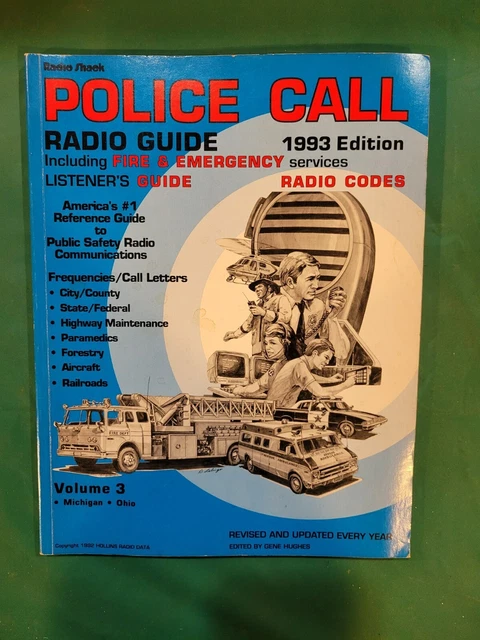 Radio Shack
POLICE CALL
RADIO GUIDE 1993 Edition
Including FIRE & EMERGENCY services
LISTENER'S GUIDE RADIO CODES
America's #1
Reference Guide
to
Public Safety Radio
Communications
Frequencies/Call Letters
• City/County
• State/Federal
• Highway Maintenance
• Paramedics
• Forestry
• Aircraft
• Railroads
FIRE DEPT
Volume 3
• Michigan • Ohio
REVISED AND UPDATED EVERY YEAR
Copyright 1992 HOLLINS RADIO DATA
EDITED BY GENE HUGHES